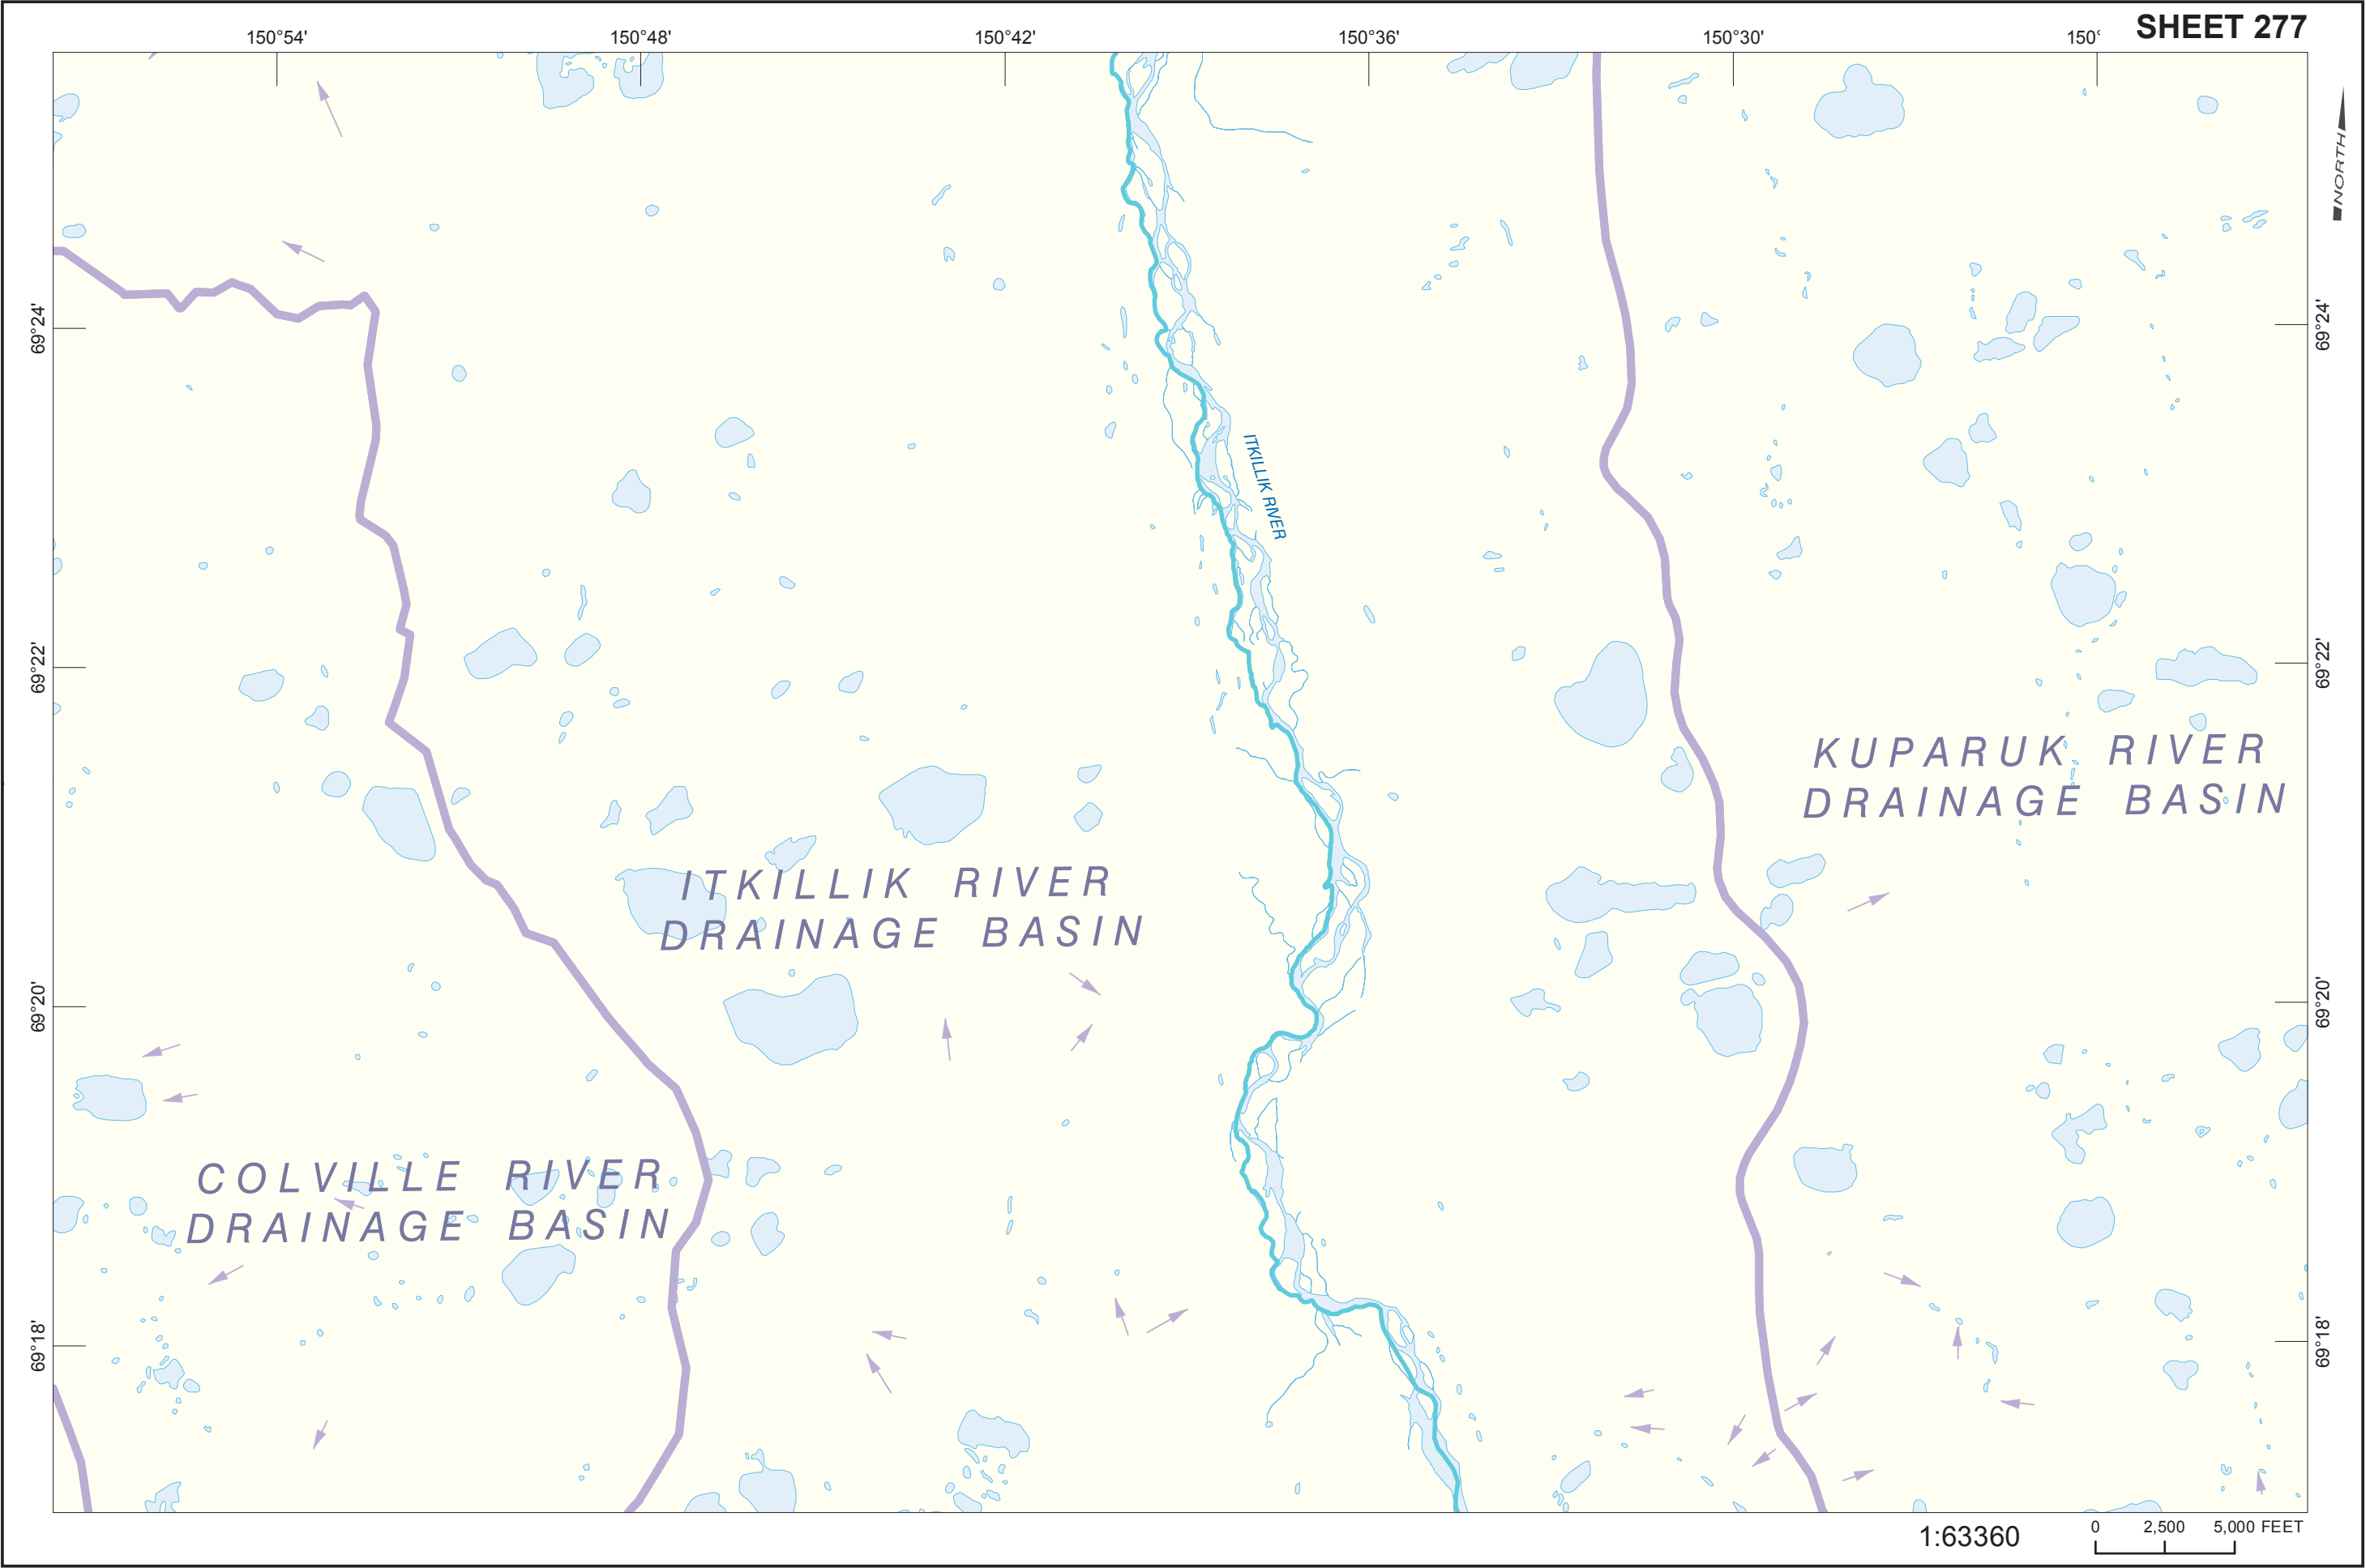 SHEET 277
150°54'
150°48'
150°42'
150°36'
150°30'
150°
NORTH
69°24'
69°24'
ITKILLIK RIVER
69°22'
69°22'
KUPARUK RIVER
DRAINAGE BASIN
ITKILLIK RIVER
DRAINAGE BASIN
69°20'
69°20'
COLVILLE RIVER
DRAINAGE BASIN
69°18'
69°18'
1:63360
0 2,500 5,000 FEET